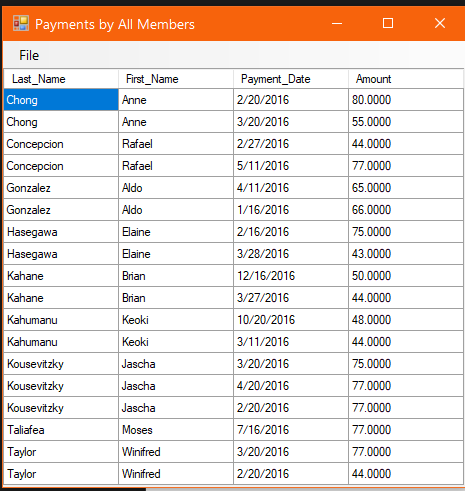 Payments by All Members
File
Last_Name First_Name Payment_Date Amount
Chong Anne 2/20/2016 80.0000
Chong Anne 3/20/2016 55.0000
Concepcion Rafael 2/27/2016 44.0000
Concepcion Rafael 5/11/2016 77.0000
Gonzalez Aldo 4/11/2016 65.0000
Gonzalez Aldo 1/16/2016 66.0000
Hasegawa Elaine 2/16/2016 75.0000
Hasegawa Elaine 3/28/2016 43.0000
Kahane Brian 12/16/2016 50.0000
Kahane Brian 3/27/2016 44.0000
Kahumanu Keoki 10/20/2016 48.0000
Kahumanu Keoki 3/11/2016 44.0000
Kousevitzky Jascha 3/20/2016 75.0000
Kousevitzky Jascha 4/20/2016 77.0000
Kousevitzky Jascha 2/20/2016 77.0000
Taliafea Moses 7/16/2016 77.0000
Taylor Winifred 3/20/2016 77.0000
Taylor Winifred 2/20/2016 44.0000